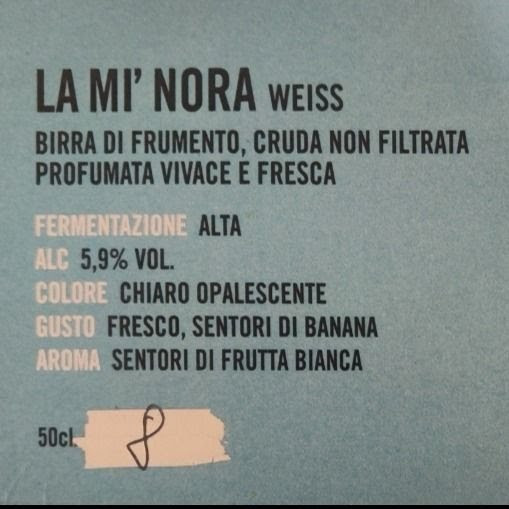 LA MI' NORA WEISS
BIRRA DI FRUMENTO, CRUDA NON FILTRATA
PROFUMATA VIVACE E FRESCA
FERMENTAZIONE ALTA
ALC 5,9% VOL.
COLORE CHIARO OPALESCENTE
GUSTO FRESCO, SENTORI DI BANANA
AROMA SENTORI DI FRUTTA BIANCA
50cl. 8